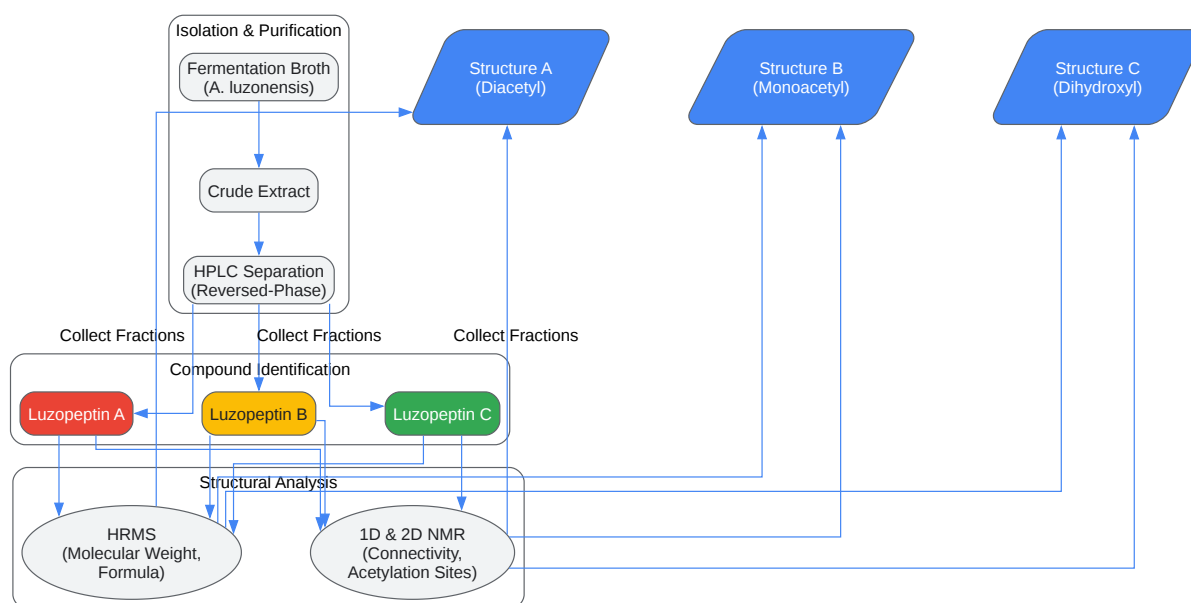 Isolation & Purification
Fermentation Broth
(A. luzonensis)
Structure A
(Diacetyl)
Structure B
(Monoacetyl)
Structure C
(Dihydroxyl)
Crude Extract
HPLC Separation
(Reversed-Phase)
Collect Fractions
Collect Fractions
Collect Fractions
Compound Identification
Luzopeptin A
Luzopeptin B
Luzopeptin C
Structural Analysis
HRMS
(Molecular Weight,
Formula)
1D & 2D NMR
(Connectivity,
Acetylation Sites)